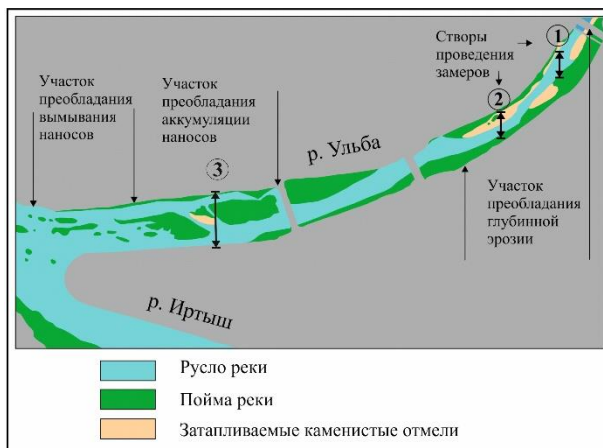 Створы
проведения
замеров
1
2
Участок
преобладания
вымывания
наносов
Участок
преобладания
аккумуляции
наносов
3
р. Ульба
Участок
преобладания
глубинной
эрозии
р. Иртыш
Русло реки
Пойма реки
Затапливаемые каменистые отмели